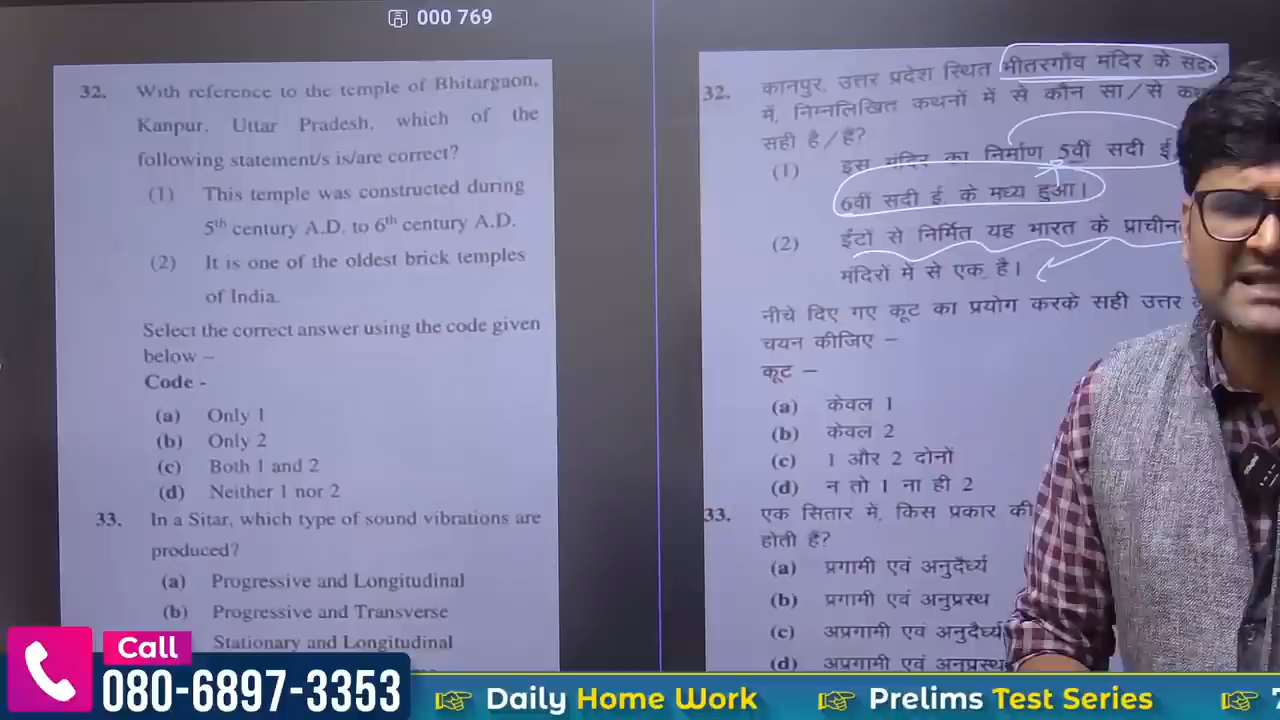 000 769
32. With reference to the temple of Bhitargaon,
Kanpur, Uttar Pradesh, which of the
following statement/s is/are correct?
(1) This temple was constructed during
5th century A.D. to 6th century A.D.
(2) It is one of the oldest brick temples
of India.
Select the correct answer using the code given
below –
Code -
(a) Only 1
(b) Only 2
(c) Both 1 and 2
(d) Neither 1 nor 2
33. In a Sitar, which type of sound vibrations are
produced?
(a) Progressive and Longitudinal
(b) Progressive and Transverse
Stationary and Longitudinal
32. कानपुर, उत्तर प्रदेश स्थित भीतरगाँव मंदिर के
में, निम्नलिखित कथनों में से कौन सा/से
सही है/हैं?
(1) इस मंदिर का निर्माण 5वीं सदी ई.
6वीं सदी ई. के मध्य हुआ।
(2) ईंटों से निर्मित यह भारत के प्राचीन
मंदिरों में से एक है।
नीचे दिए गए कूट का प्रयोग करके सही उत्तर
चयन कीजिए –
कूट –
(a) केवल 1
(b) केवल 2
(c) 1 और 2 दोनों
(d) न तो 1 ना ही 2
33. एक सितार में, किस प्रकार की
होती है?
(a) प्रगामी एवं अनुदैर्ध्य
(b) प्रगामी एवं अनुप्रस्थ
(c) अप्रगामी एवं अनुदैर्ध्य
(d) अप्रगामी एवं अनुप्रस्थ
Call
080-6897-3353
Daily Home Work
Prelims Test Series